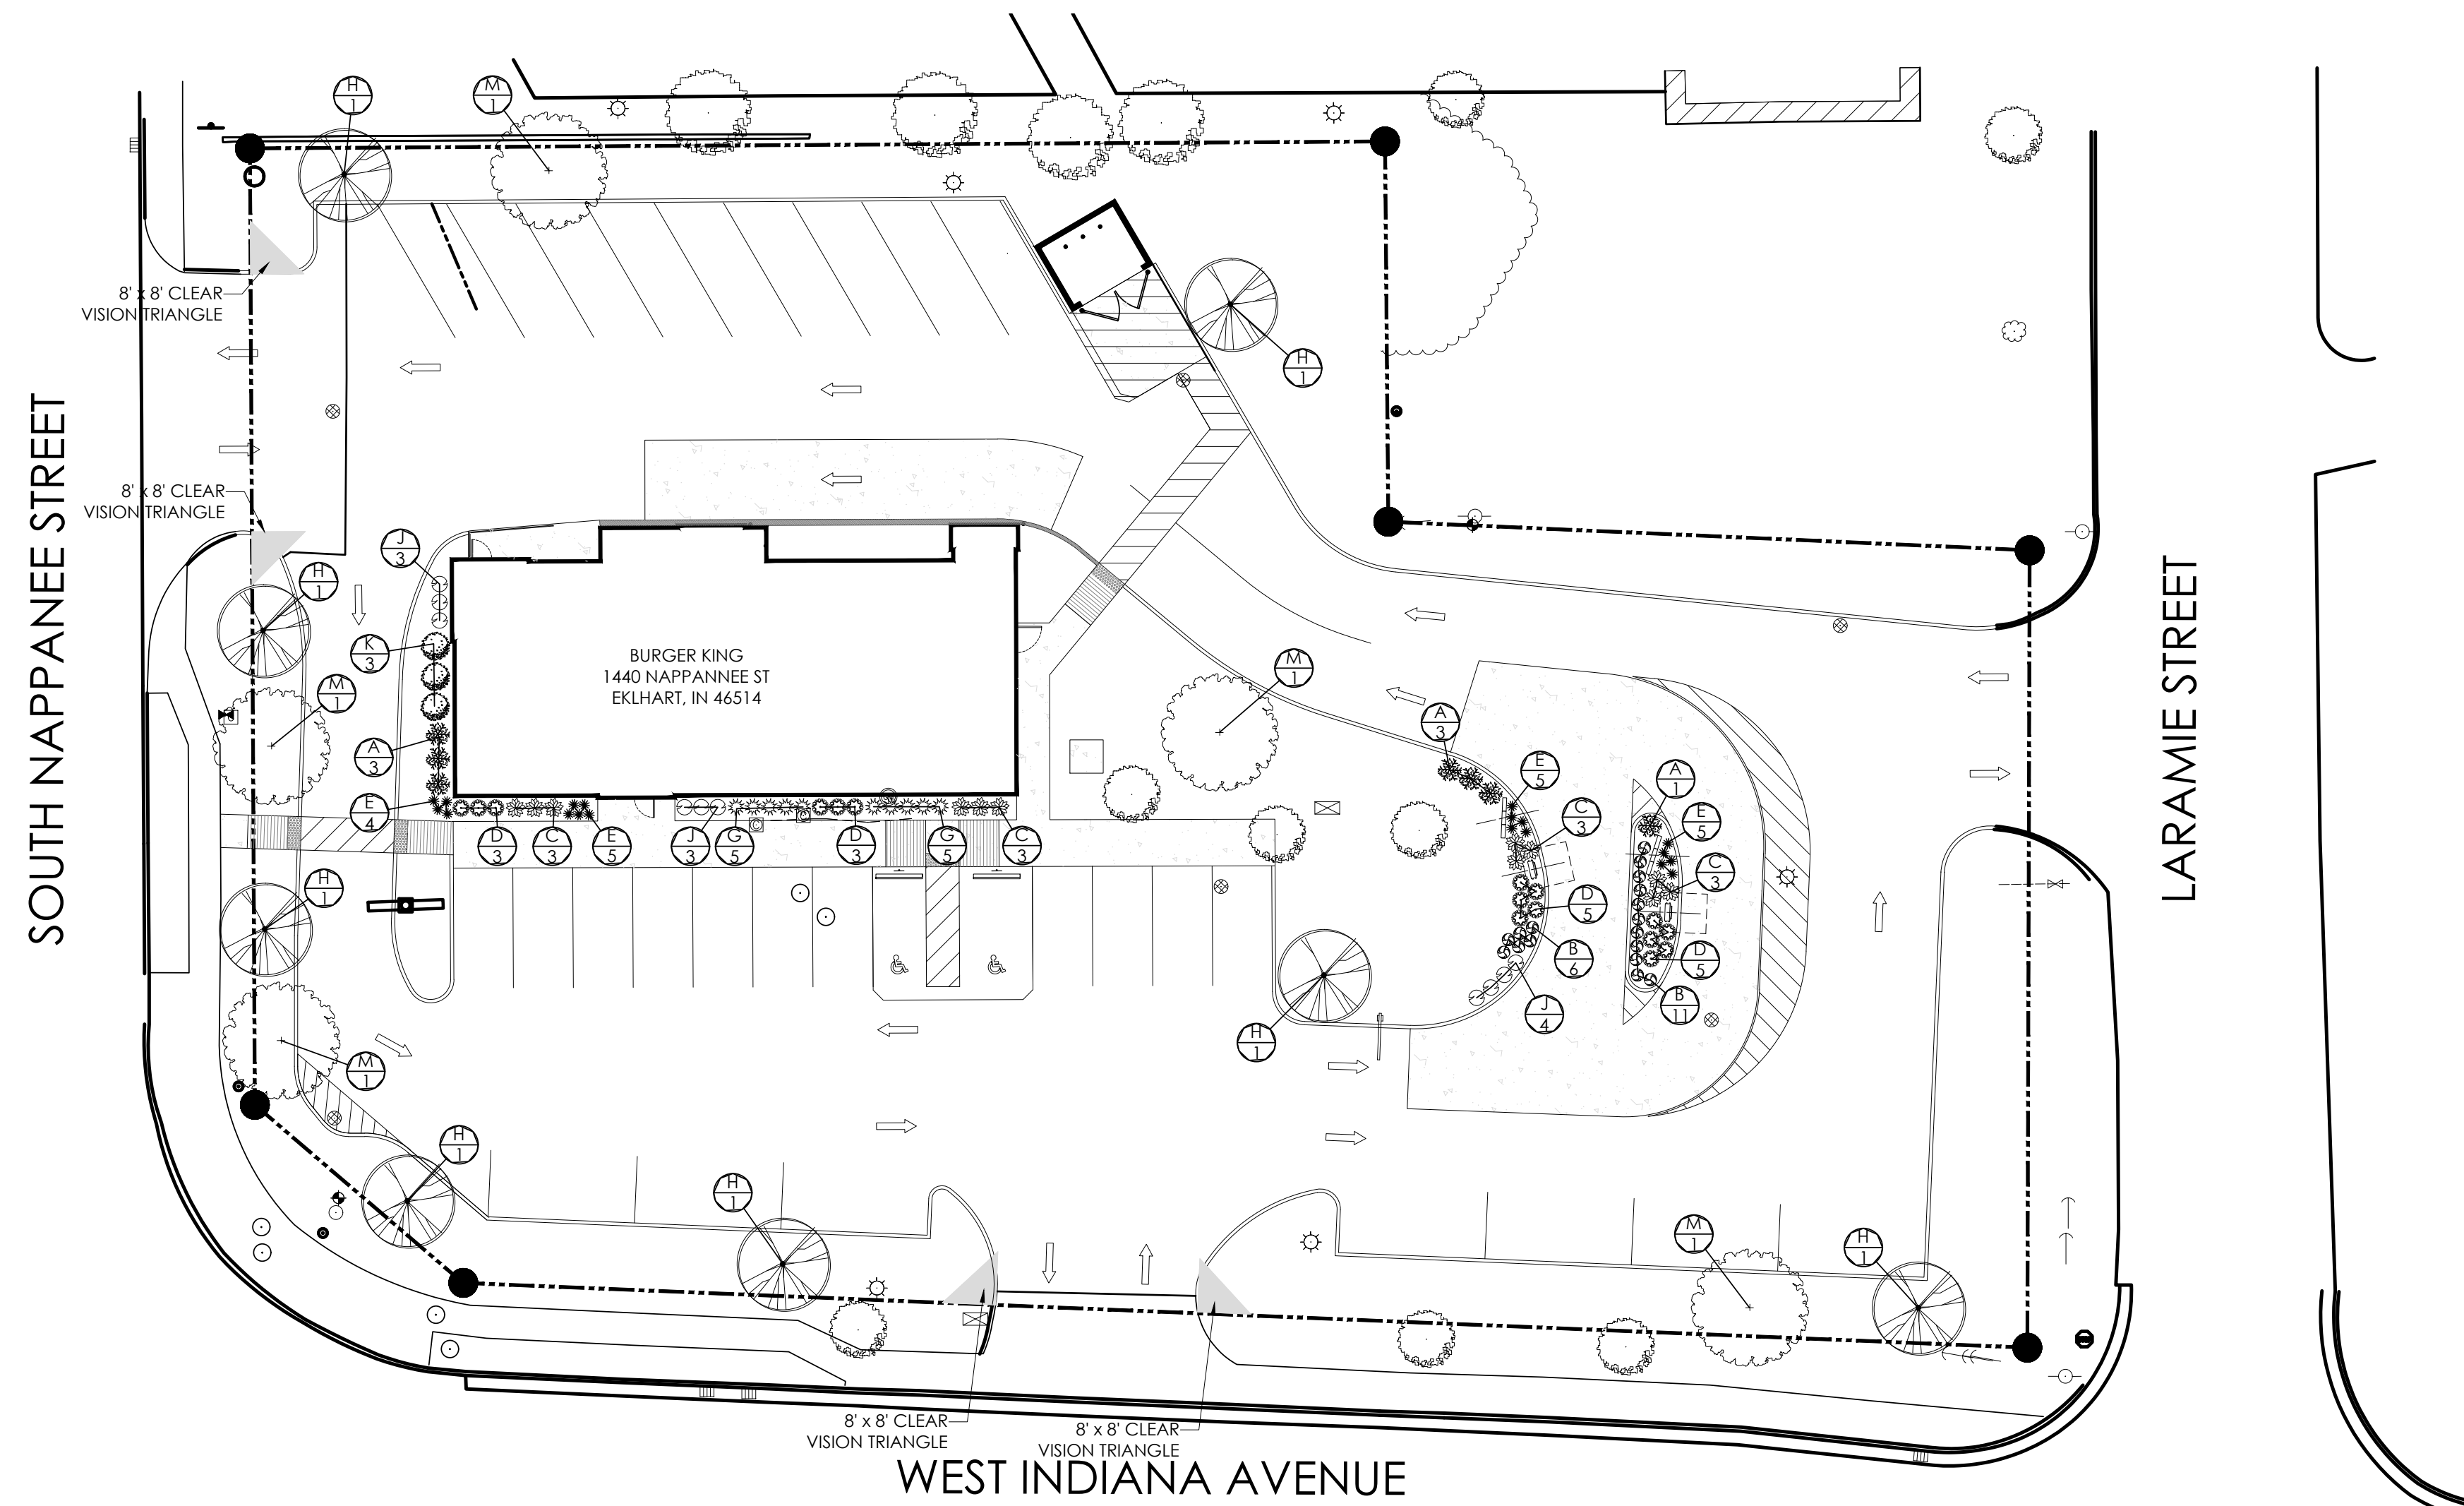 H
1
M
1
8' x 8' CLEAR
VISION TRIANGLE
H
1
8' x 8' CLEAR
VISION TRIANGLE
J
3
H
1
K
3
M
1
A
3
E
4
BURGER KING
1440 NAPPANNEE ST
EKLHART, IN 46514
M
1
A
3
E
5
A
1
C
3
E
5
D
3
C
3
E
5
J
3
G
5
D
3
G
5
C
3
C
3
H
1
D
5
B
6
D
5
B
11
J
4
H
1
M
1
H
1
H
1
M
1
H
1
8' x 8' CLEAR
VISION TRIANGLE
8' x 8' CLEAR
VISION TRIANGLE
SOUTH NAPPANEE STREET
LARAMIE STREET
WEST INDIANA AVENUE